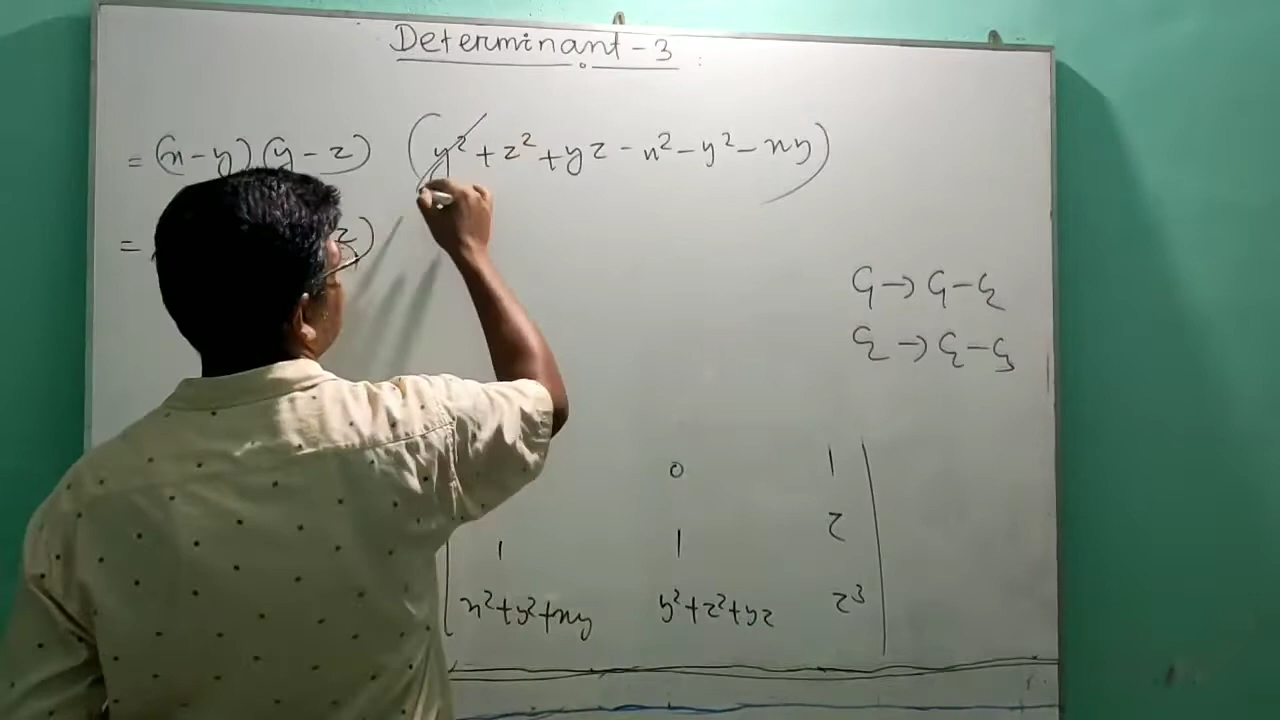 Determinant - 3
= (x-y)(y-z) (y²+z²+yz-x²-y²-xy)
= z)
C₁→C₁-C₂
C₂→C₂-C₃
0 1
1 1 z
x²+y²+xy y²+z²+yz z³